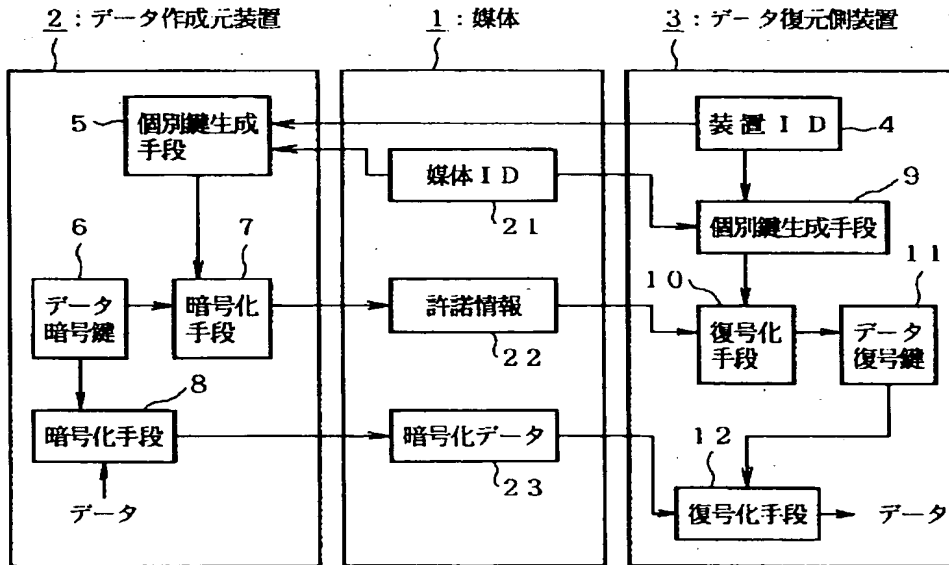 2：データ作成元装置
1：媒体
3：データ復元側装置
5
個別鍵生成
手段
装置ID
4
媒体ID
21
9
個別鍵生成手段
6
7
データ
暗号鍵
暗号化
手段
許諾情報
22
10
復号化
手段
11
データ
復号鍵
8
暗号化手段
暗号化データ
23
12
復号化手段
データ
データ